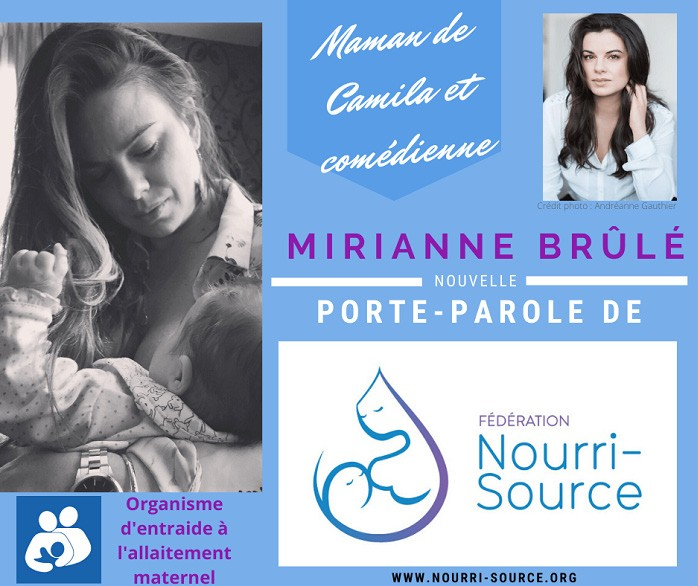 Maman de
Camila et
comédienne
Crédit photo : Andréanne Gauthier
MIRIANNE BRÛLÉ
NOUVELLE
PORTE-PAROLE DE
FÉDÉRATION
Nourri-
Source
Organisme
d'entraide à
l'allaitement
maternel
WWW.NOURRI-SOURCE.ORG